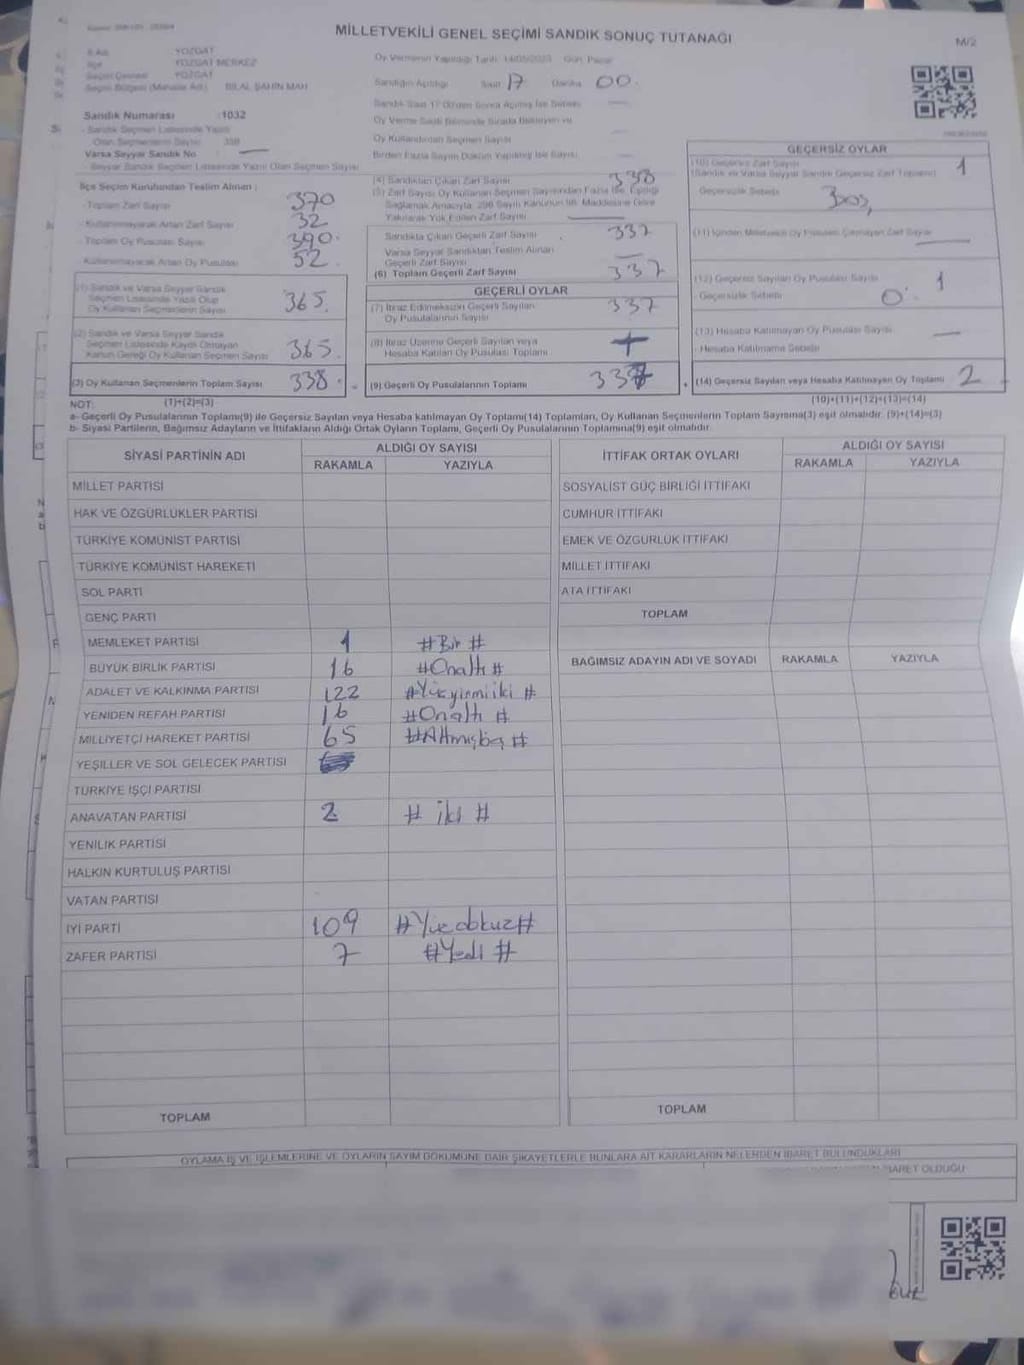 MİLLETVEKİLİ GENEL SEÇİMİ SANDIK SONUÇ TUTANAĞI
M/2
İl Adı : YOZGAT
İlçe : YOZGAT MERKEZ
Seçim Çevresi : YOZGAT
Seçim Bölgesi (Mahalle Adı) : BİLAL ŞAHİN MAH
Sandık Numarası : 1032
Sandık Seçmen Listesinde Yazılı
Olan Seçmenlerin Sayısı
Varsa Seyyar Sandık No
Seyyar Sandık Seçmen Listesinde Yazılı Olan Seçmen Sayısı
Oy Vermenin Yapıldığı Tarih: 14/05/2023 Gün: Pazar
Sandığın Açıldığı Saat 17 Dakika 00
Sandık Saat 17:00'den Sonra Açılmış İse Sebebi
Oy Verme Saati Bitiminde Sırada Bekleyen ve
Oy Kullandırılan Seçmen Sayısı
Birden Fazla Sayım Döküm Yapılmış İse Sayısı
İlçe Seçim Kurulundan Teslim Alınan :
- Toplam Zarf Sayısı 370
- Kullanılmayarak Artan Zarf Sayısı 32
- Toplam Oy Pusulası Sayısı 390
- Kullanılmayarak Artan Oy Pusulası 52
(1) Sandık ve Varsa Seyyar Sandık
Seçmen Listesinde Yazılı Olup
Oy Kullanan Seçmenlerin Sayısı 365
(2) Sandık ve Varsa Seyyar Sandık
Seçmen Listesinde Kaydı Olmayan
Kanun Gereği Oy Kullanan Seçmen Sayısı 365
(3) Oy Kullanan Seçmenlerin Toplam Sayısı 338
(4) Sandıktan Çıkan Zarf Sayısı 338
(5) Zarf Sayısı Oy Kullanan Seçmen Sayısından Fazla İse, Eşitliği
Sağlamak Amacıyla, 298 Sayılı Kanunun 98. Maddesine Göre
Yakılarak Yok Edilen Zarf Sayısı
Sandıkta Çıkan Geçerli Zarf Sayısı 337
Varsa Seyyar Sandıktan Teslim Alınan
Geçerli Zarf Sayısı
(6) Toplam Geçerli Zarf Sayısı 337
GEÇERLİ OYLAR
(7) İtiraz Edilmeksizin Geçerli Sayılan
Oy Pusulalarının Sayısı 337
(8) İtiraz Üzerine Geçerli Sayılan veya
Hesaba Katılan Oy Pusulası Toplamı
(9) Geçerli Oy Pusulalarının Toplamı
GEÇERSİZ OYLAR
(10) Geçersiz Zarf Sayısı 1
(Sandık ve Varsa Seyyar Sandık Geçersiz Zarf Toplamı)
Geçersizlik Sebebi: Boş
(11) İçinden Milletvekili Oy Pusulası Çıkmayan Zarf Sayısı
(12) Geçersiz Sayılan Oy Pusulası Sayısı 1
- Geçersizlik Sebebi
(13) Hesaba Katılmayan Oy Pusulası Sayısı
- Hesaba Katılmama Sebebi
(14) Geçersiz Sayılan veya Hesaba Katılmayan Oy Toplamı 2
NOT: (1)+(2)=(3)
(10)+(11)+(12)+(13)=(14)
a- Geçerli Oy Pusulalarının Toplamı(9) ile Geçersiz Sayılan veya Hesaba katılmayan Oy Toplamı(14) Toplamları, Oy Kullanan Seçmenlerin Toplam Sayısına(3) eşit olmalıdır. (9)+(14)=(3)
b- Siyasi Partilerin, Bağımsız Adayların ve İttifakların Aldığı Ortak Oyların Toplamı, Geçerli Oy Pusulalarının Toplamına(9) eşit olmalıdır.
SİYASİ PARTİNİN ADI
ALDIĞI OY SAYISI
RAKAMLA YAZIYLA
MİLLET PARTİSİ
HAK VE ÖZGÜRLÜKLER PARTİSİ
TÜRKİYE KOMÜNİST PARTİSİ
TÜRKİYE KOMÜNİST HAREKETİ
SOL PARTİ
GENÇ PARTİ
MEMLEKET PARTİSİ 1 #Bir #
BÜYÜK BİRLİK PARTİSİ 16 #Onaltı #
ADALET VE KALKINMA PARTİSİ 122 #Yüzyirmiiki #
YENİDEN REFAH PARTİSİ 16 #Onaltı #
MİLLİYETÇİ HAREKET PARTİSİ 65 #Altmışbeş #
YEŞİLLER VE SOL GELECEK PARTİSİ
TÜRKİYE İŞÇİ PARTİSİ
ANAVATAN PARTİSİ 2 # iki #
YENİLİK PARTİSİ
HALKIN KURTULUŞ PARTİSİ
VATAN PARTİSİ
İYİ PARTİ 109 #Yüzdokuz#
ZAFER PARTİSİ 7 #Yedi #
TOPLAM
İTTİFAK ORTAK OYLARI
ALDIĞI OY SAYISI
RAKAMLA YAZIYLA
SOSYALİST GÜÇ BİRLİĞİ İTTİFAKI
CUMHUR İTTİFAKI
EMEK VE ÖZGÜRLÜK İTTİFAKI
MİLLET İTTİFAKI
ATA İTTİFAKI
TOPLAM
BAĞIMSIZ ADAYIN ADI VE SOYADI RAKAMLA YAZIYLA
TOPLAM
OYLAMA İŞ VE İŞLEMLERİNE VE OYLARIN SAYIM DÖKÜMÜNE DAİR ŞİKAYETLERLE BUNLARA AİT KARARLARIN NELERDEN İBARET BULUNDUKLARI
İBARET OLDUĞU